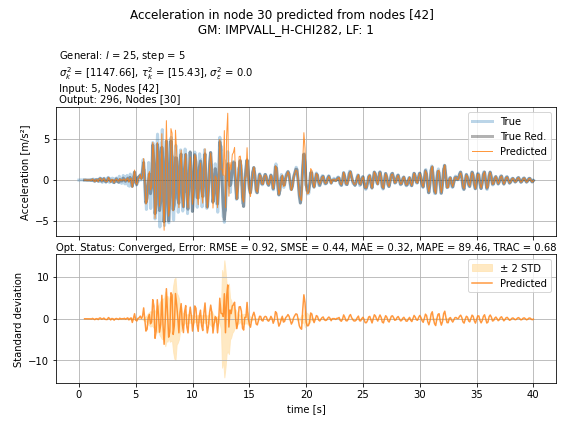 Acceleration in node 30 predicted from nodes [42]
GM: IMPVALL_H-CHI282, LF: 1
General: l = 25, step = 5
σ²ₖ = [1147.66], τ²ₖ = [15.43], σ²ε = 0.0
Input: 5, Nodes [42]
Output: 296, Nodes [30]
Acceleration [m/s²]
5
0
−5
True
True Red.
Predicted
Opt. Status: Converged, Error: RMSE = 0.92, SMSE = 0.44, MAE = 0.32, MAPE = 89.46, TRAC = 0.68
Standard deviation
10
0
−10
± 2 STD
Predicted
0 5 10 15 20 25 30 35 40
time [s]